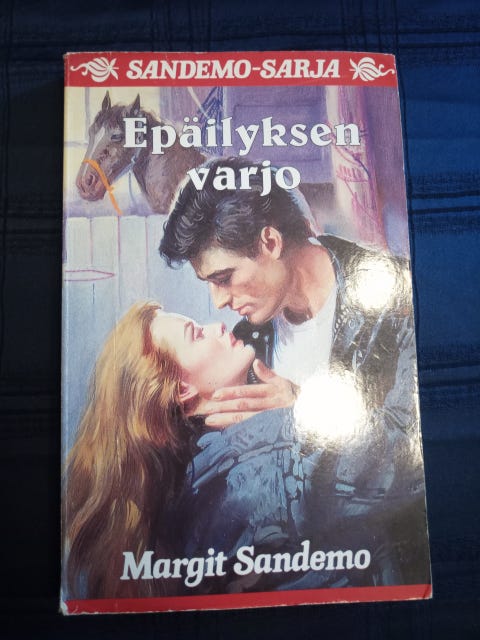 SANDEMO-SARJA
Epäilyksen
varjo
Margit Sandemo